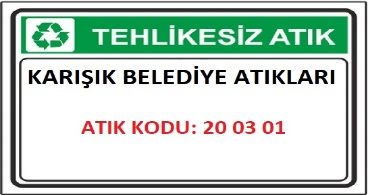 TEHLİKESİZ ATIK
KARIŞIK BELEDİYE ATIKLARI
ATIK KODU: 20 03 01